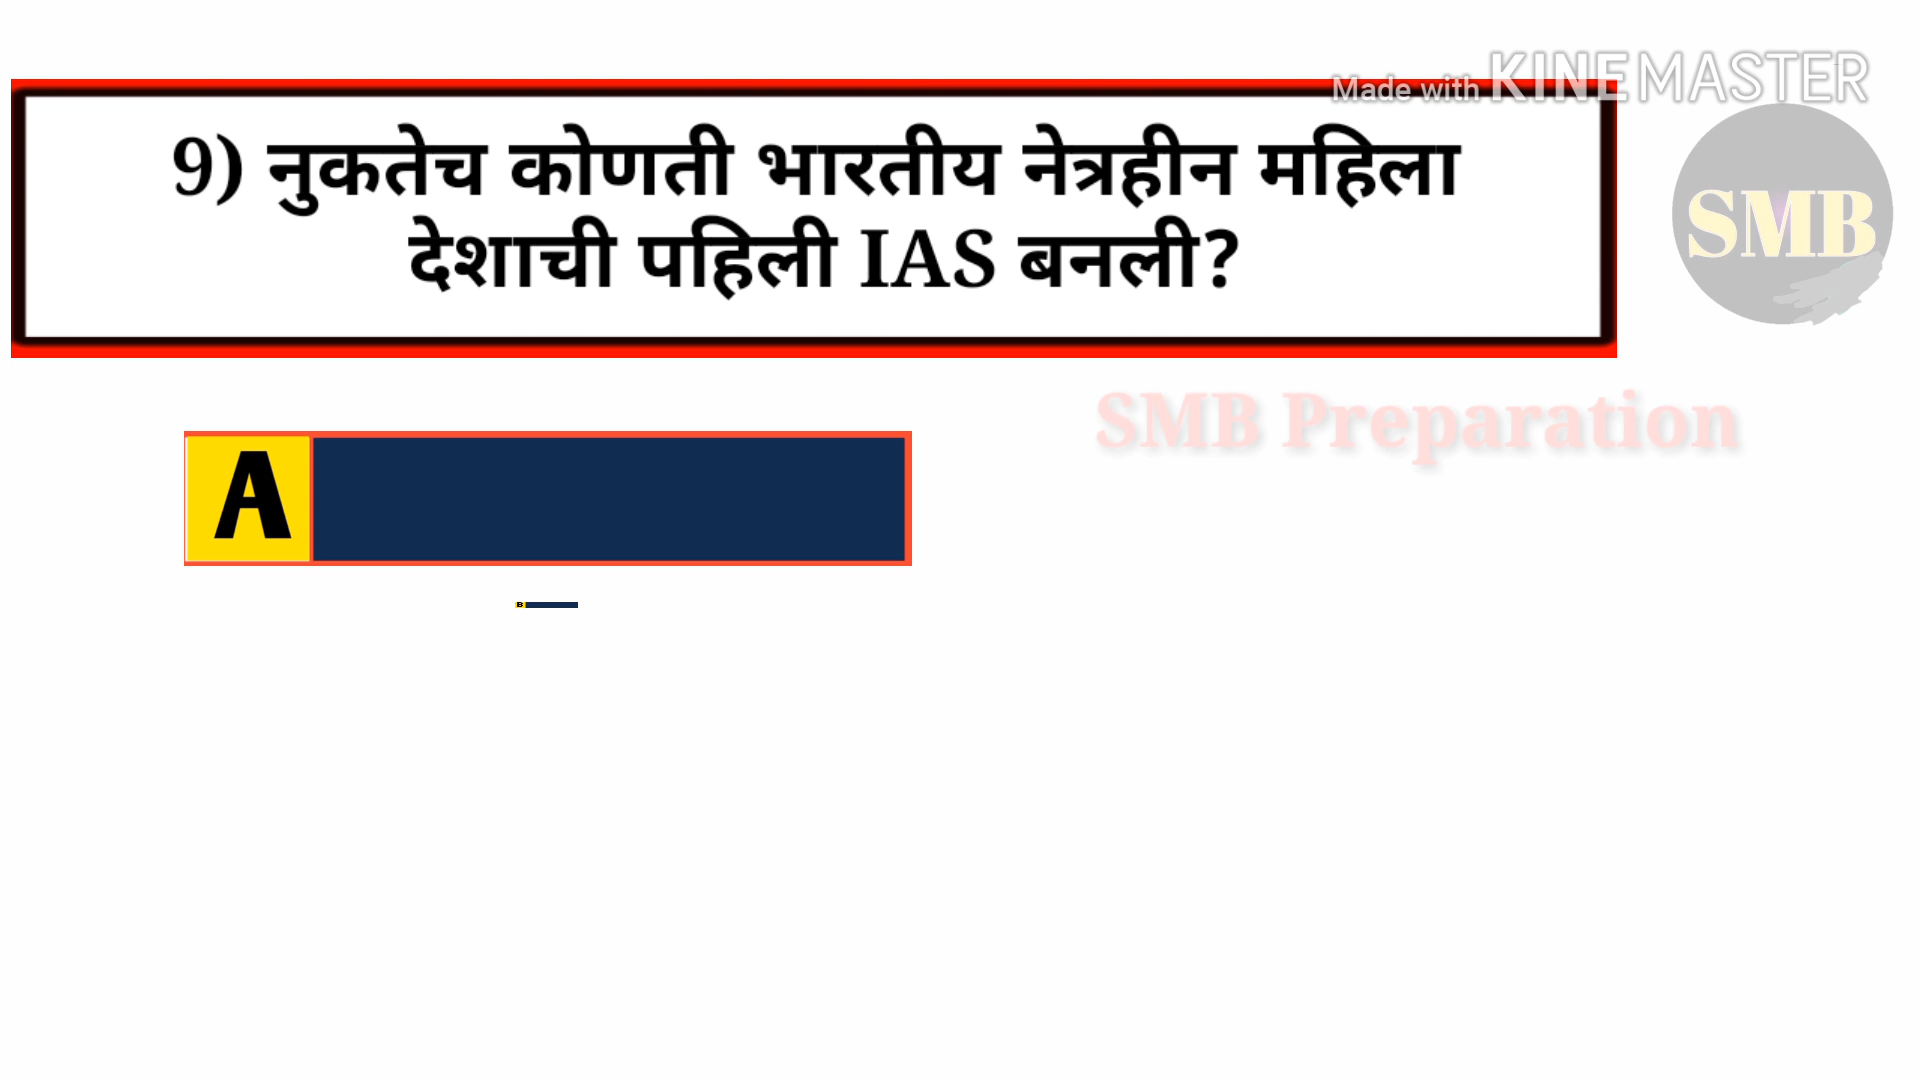 Made with KINEMASTER
9) नुकतेच कोणती भारतीय नेत्रहीन महिला
देशाची पहिली IAS बनली?
SMB
SMB Preparation
A
B